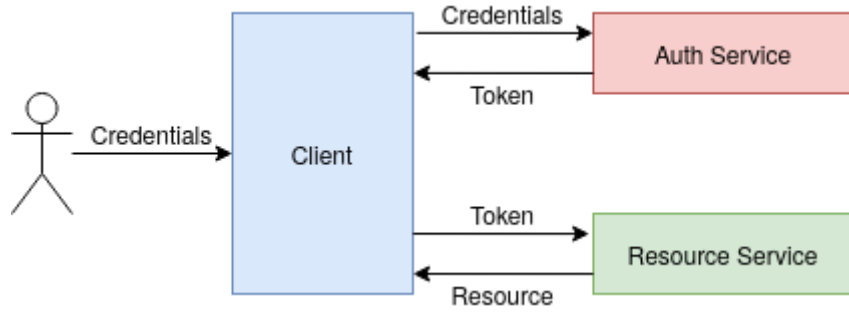 Credentials
Client
Credentials
Auth Service
Token
Token
Resource Service
Resource